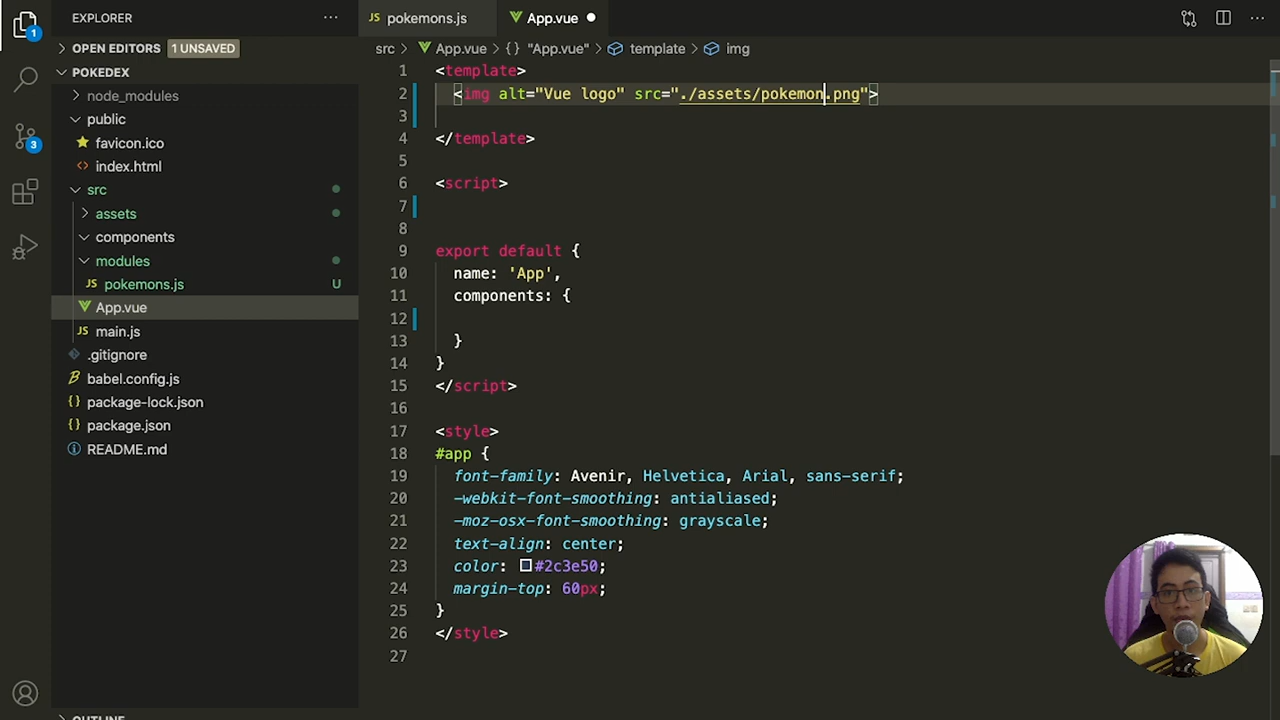 EXPLORER
pokemons.js
App.vue
1
OPEN EDITORS 1 UNSAVED
src > App.vue > {} "App.vue" > template > img
POKEDEX
node_modules
public
favicon.ico
index.html
src
assets
components
modules
pokemons.js U
App.vue
main.js
.gitignore
babel.config.js
package-lock.json
package.json
README.md
3
1 <template>
2 <img alt="Vue logo" src="./assets/pokemon.png">
3
4 </template>
5
6 <script>
7
8
9 export default {
10 name: 'App',
11 components: {
12
13 }
14 }
15 </script>
16
17 <style>
18 #app {
19 font-family: Avenir, Helvetica, Arial, sans-serif;
20 -webkit-font-smoothing: antialiased;
21 -moz-osx-font-smoothing: grayscale;
22 text-align: center;
23 color: #2c3e50;
24 margin-top: 60px;
25 }
26 </style>
27
OUTLINE